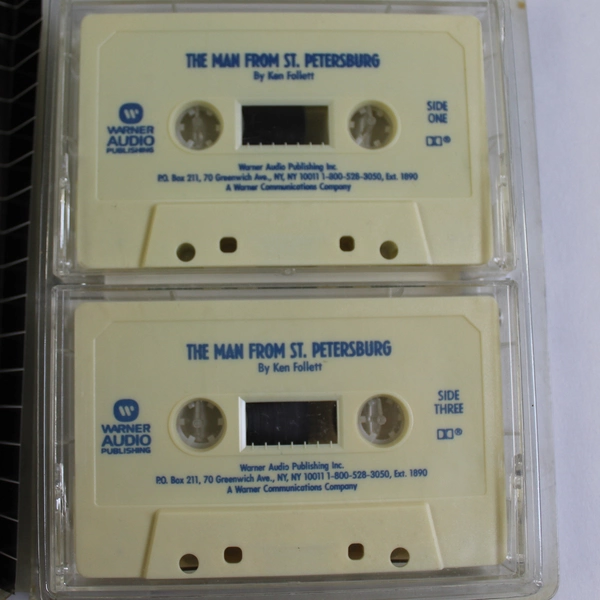 THE MAN FROM ST. PETERSBURG
By Ken Follett
SIDE
ONE
WARNER
AUDIO
PUBLISHING
Warner Audio Publishing Inc.
P.O. Box 211, 70 Greenwich Ave., NY, NY 10011 1-800-528-3050, Ext. 1890
A Warner Communications Company
THE MAN FROM ST. PETERSBURG
By Ken Follett
SIDE
THREE
WARNER
AUDIO
PUBLISHING
Warner Audio Publishing Inc.
P.O. Box 211, 70 Greenwich Ave., NY, NY 10011 1-800-528-3050, Ext. 1890
A Warner Communications Company